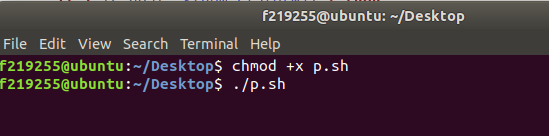 f219255@ubuntu: ~/Desktop
File Edit View Search Terminal Help
f219255@ubuntu:~/Desktop$ chmod +x p.sh
f219255@ubuntu:~/Desktop$ ./p.sh